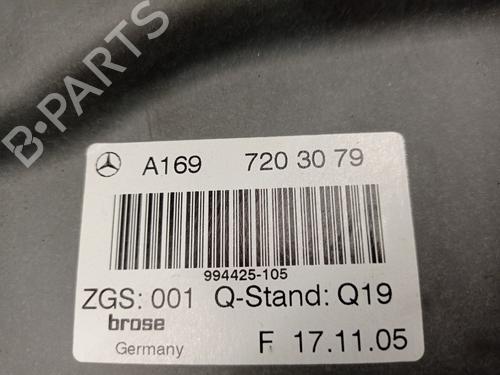 B-PARTS
A169 720 30 79
994425-105
ZGS: 001 Q-Stand: Q19
brose
Germany F 17.11.05